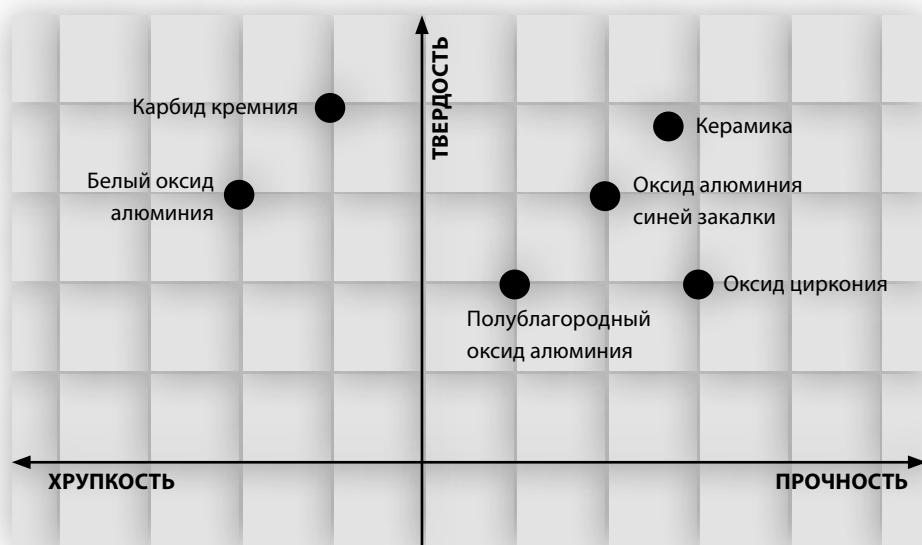 ТВЕРДОСТЬ
Карбид кремния
Керамика
Белый оксид
алюминия
Оксид алюминия
синей закалки
Оксид циркония
Полублагородный
оксид алюминия
ХРУПКОСТЬ
ПРОЧНОСТЬ